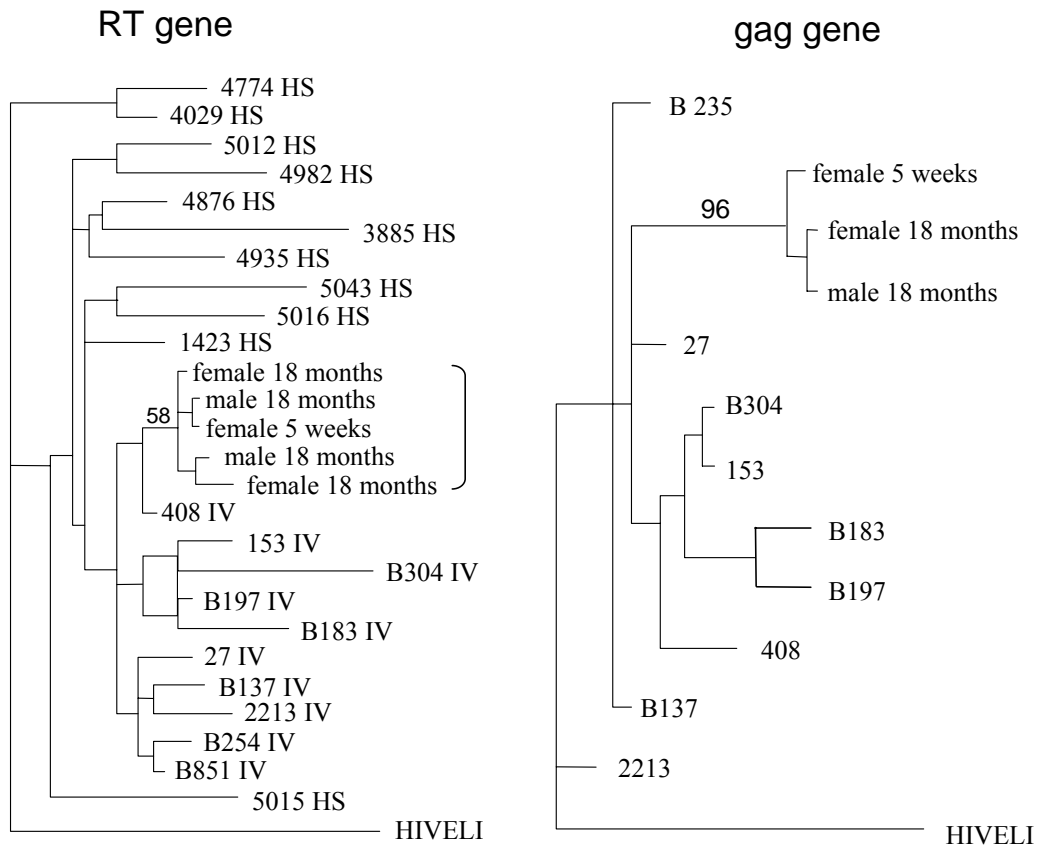 RT gene
4774 HS
4029 HS
5012 HS
4982 HS
4876 HS
3885 HS
4935 HS
5043 HS
5016 HS
1423 HS
female 18 months
58
male 18 months
female 5 weeks
male 18 months
female 18 months
408 IV
153 IV
B304 IV
B197 IV
B183 IV
27 IV
B137 IV
2213 IV
B254 IV
B851 IV
5015 HS
HIVELI
gag gene
B 235
female 5 weeks
96
female 18 months
male 18 months
27
B304
153
B183
B197
408
B137
2213
HIVELI